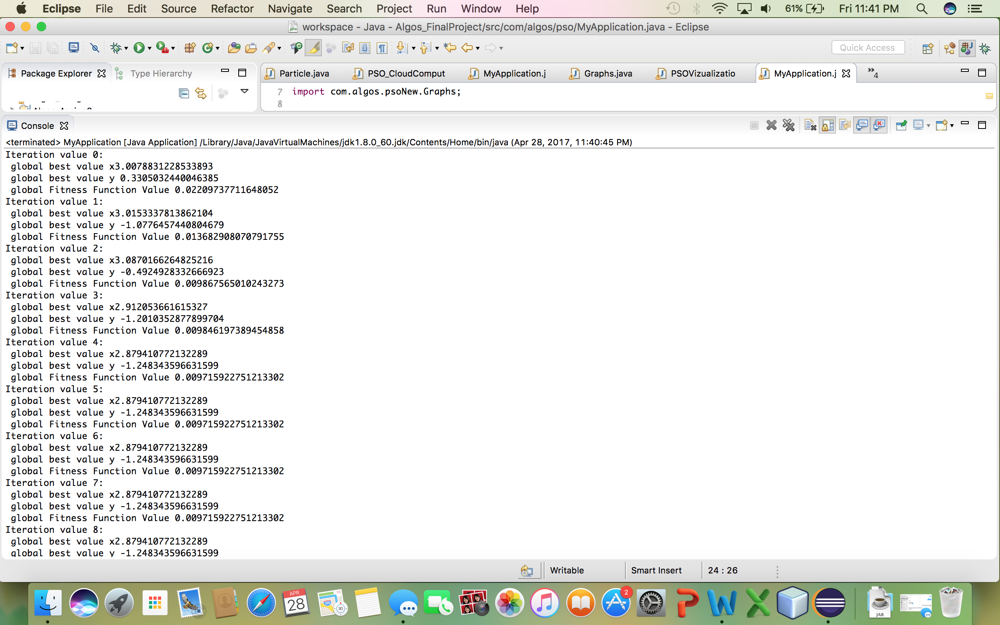 Eclipse File Edit Source Refactor Navigate Search Project Run Window Help 61% Fri 11:41 PM
workspace - Java - Algos_FinalProject/src/com/algos/pso/MyApplication.java - Eclipse
Quick Access
Package Explorer Type Hierarchy
Particle.java PSO_CloudComput MyApplication.j Graphs.java PSOVizualizatio MyApplication.j »4
7 import com.algos.psoNew.Graphs;
8
Console
<terminated> MyApplication [Java Application] /Library/Java/JavaVirtualMachines/jdk1.8.0_60.jdk/Contents/Home/bin/java (Apr 28, 2017, 11:40:45 PM)
Iteration value 0:
global best value x3.0078831228533893
global best value y 0.3305032440046385
global Fitness Function Value 0.02209737711648052
Iteration value 1:
global best value x3.0153337813862104
global best value y -1.0776457440804679
global Fitness Function Value 0.013682908070791755
Iteration value 2:
global best value x3.0870166264825216
global best value y -0.4924928332666923
global Fitness Function Value 0.009867565010243273
Iteration value 3:
global best value x2.912053661615327
global best value y -1.2010352877899704
global Fitness Function Value 0.009846197389454858
Iteration value 4:
global best value x2.879410772132289
global best value y -1.248343596631599
global Fitness Function Value 0.009715922751213302
Iteration value 5:
global best value x2.879410772132289
global best value y -1.248343596631599
global Fitness Function Value 0.009715922751213302
Iteration value 6:
global best value x2.879410772132289
global best value y -1.248343596631599
global Fitness Function Value 0.009715922751213302
Iteration value 7:
global best value x2.879410772132289
global best value y -1.248343596631599
global Fitness Function Value 0.009715922751213302
Iteration value 8:
global best value x2.879410772132289
global best value y -1.248343596631599
Writable Smart Insert 24 : 26
APR
28
280
3D
2
JAR